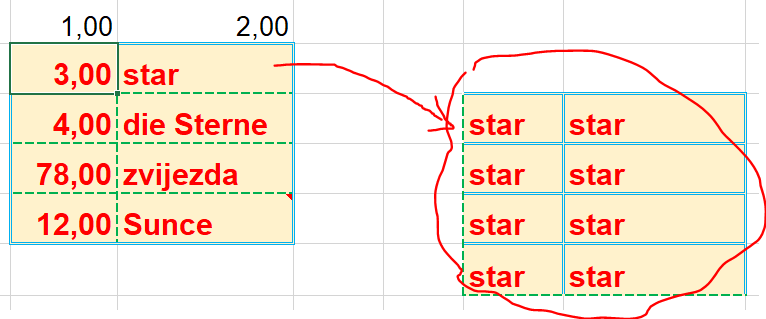 1,00 2,00
3,00 star
4,00 die Sterne star star
78,00 zvijezda star star
12,00 Sunce star star
star star